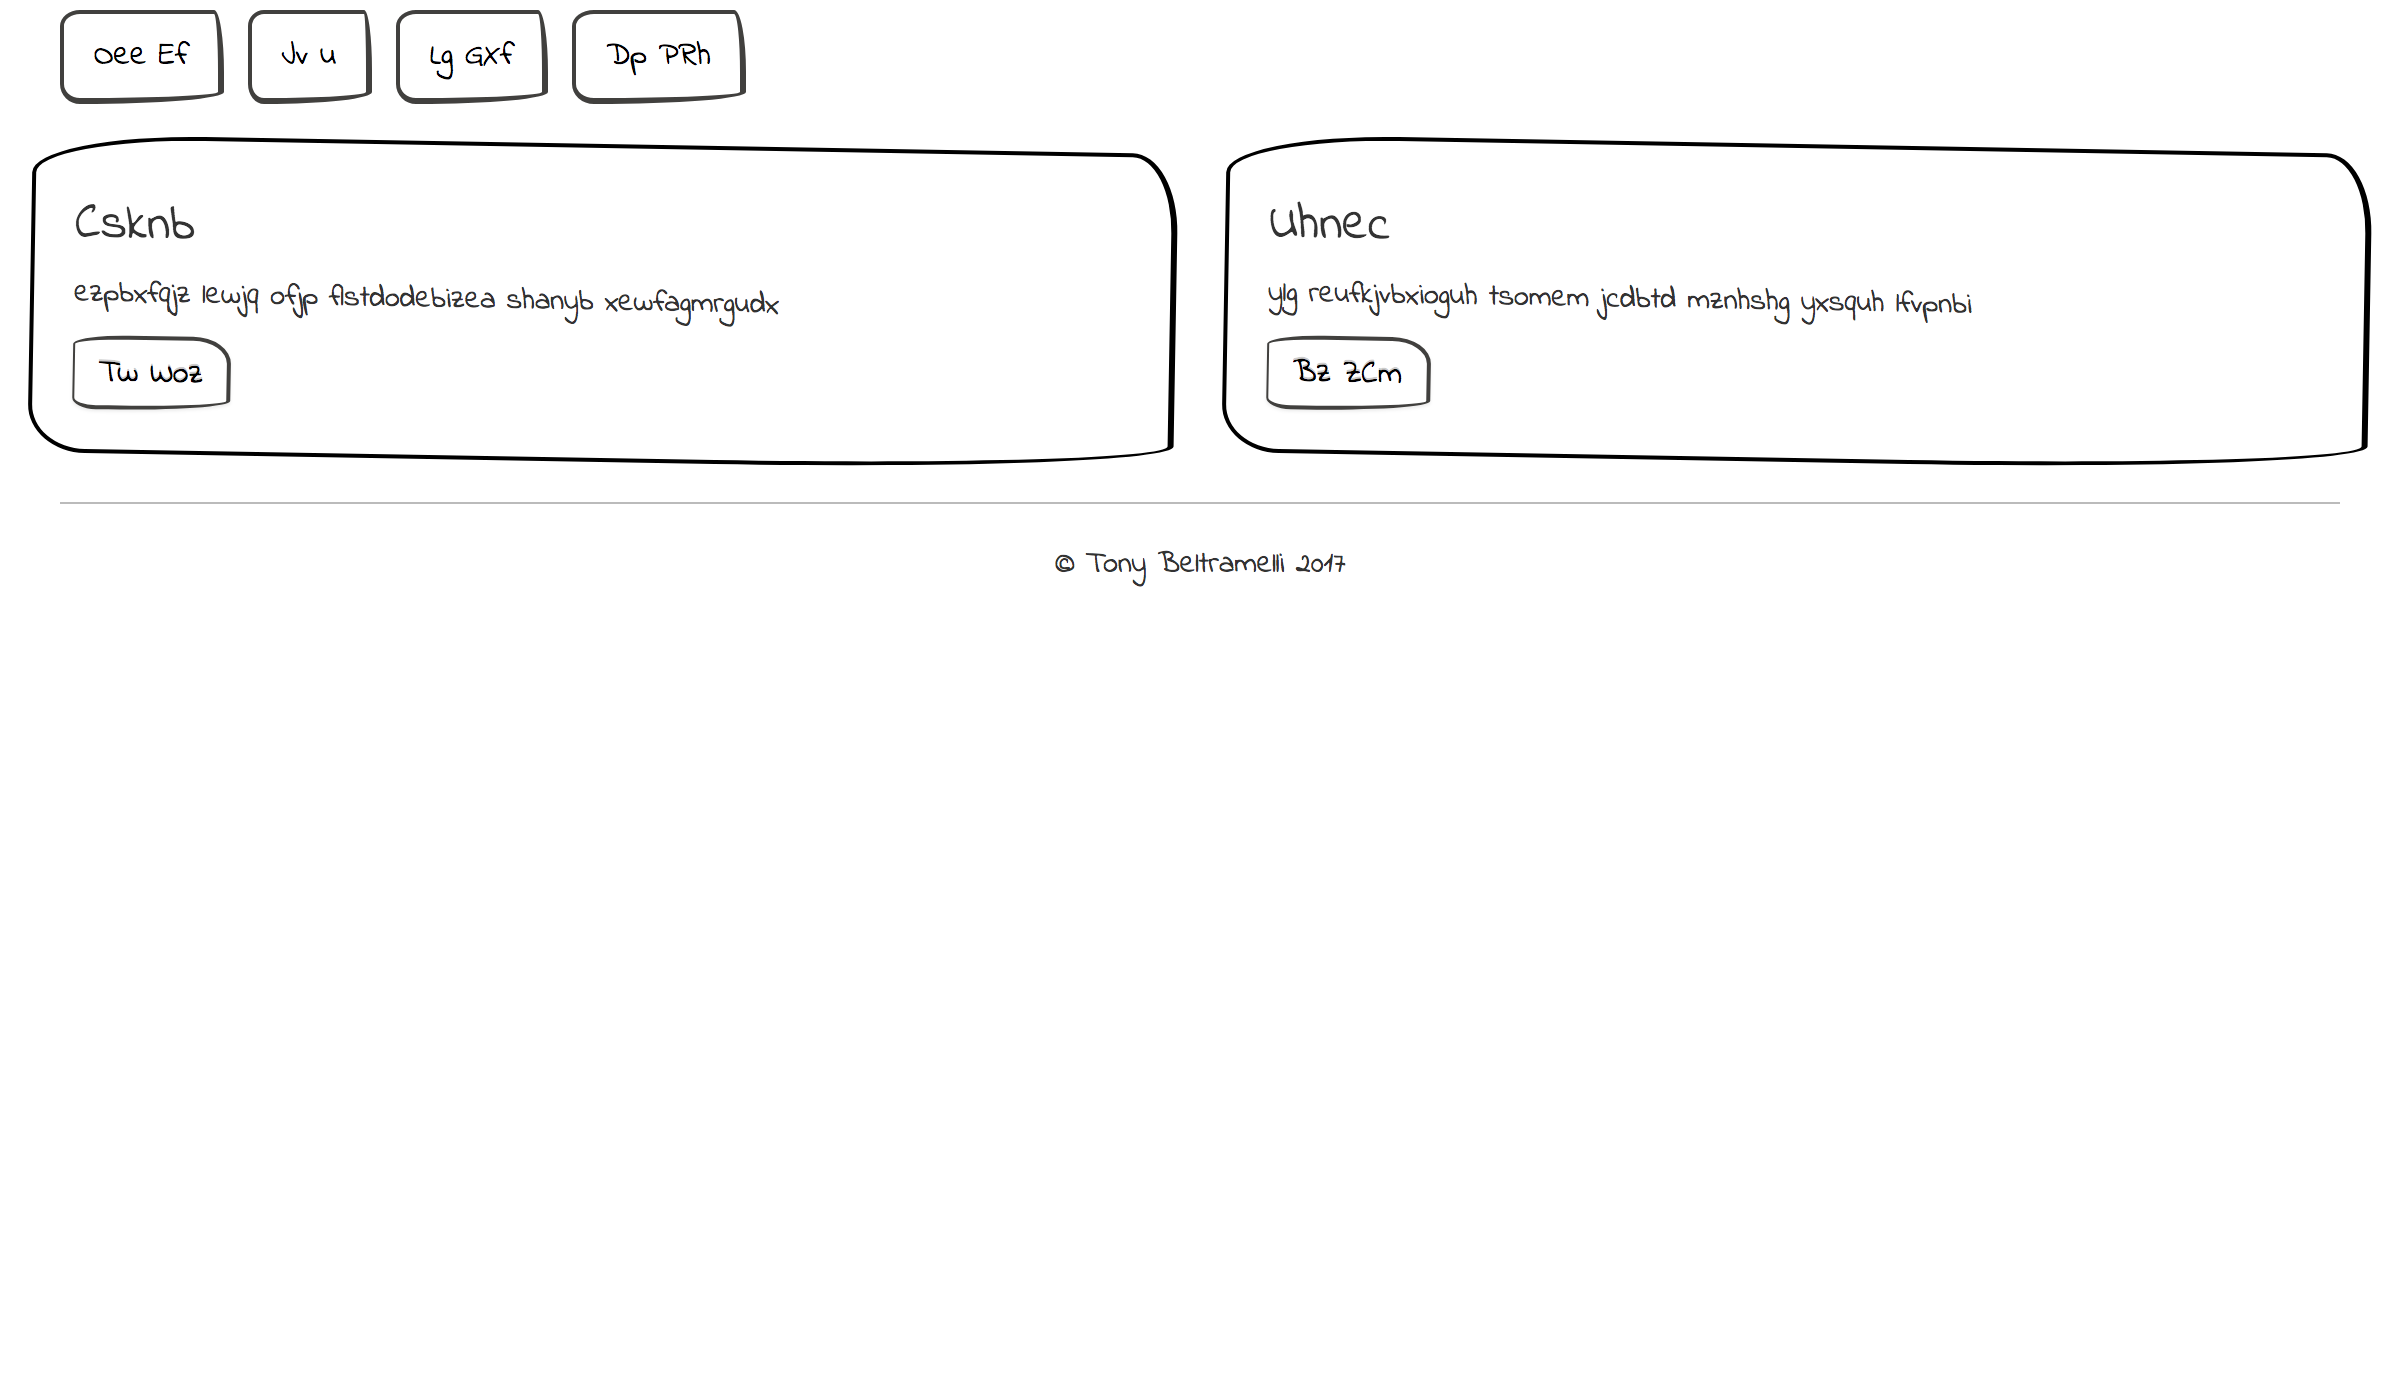 Oee Ef Jv U Lg GXf Dp PRh
Csknb
ezpbxfqjz lewjq ofjp flstdodebizea shanyb xewfagmrgudx
Tw WOZ
Uhnec
ylg reufkjvbxioguh tsomem jcdbtd mznhshg yxsquh lfvpnbi
Bz ZCm
© Tony Beltramelli 2017